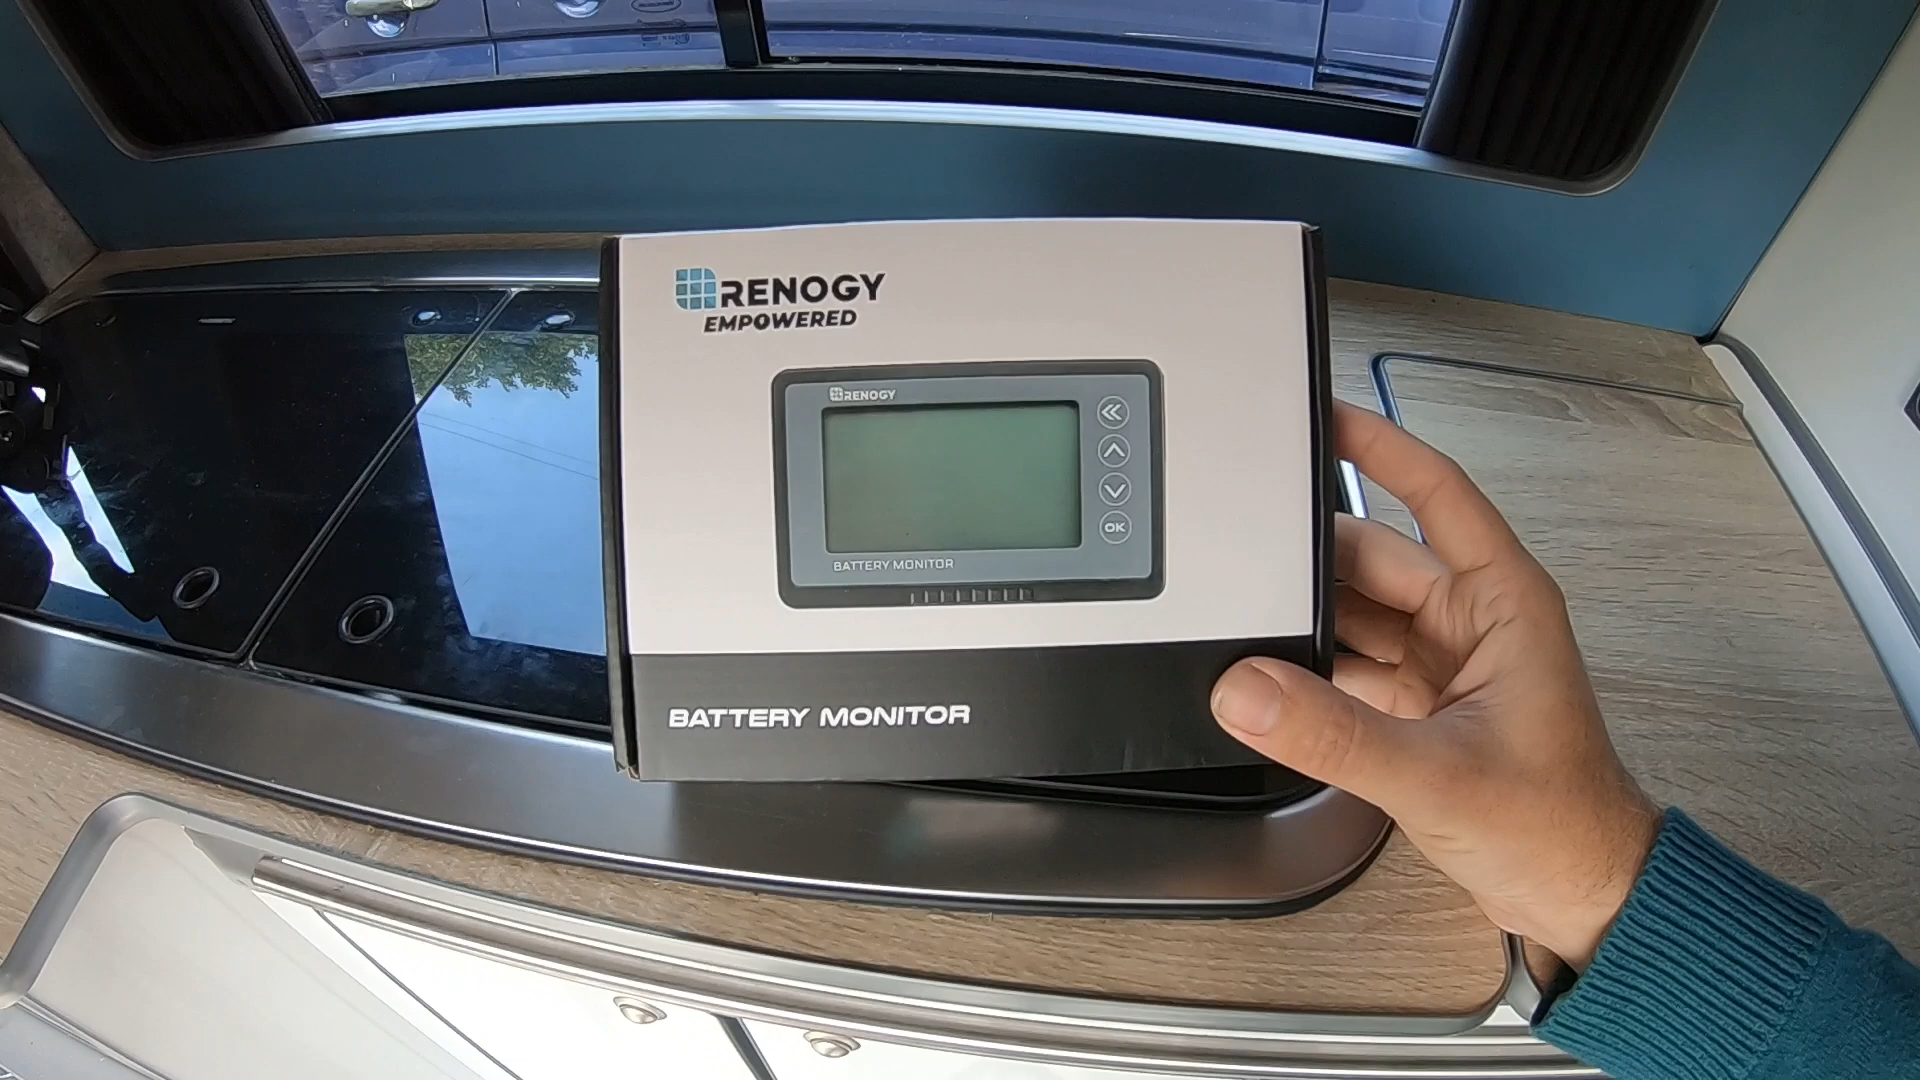 RENOGY
EMPOWERED
RENOGY
OK
BATTERY MONITOR
BATTERY MONITOR